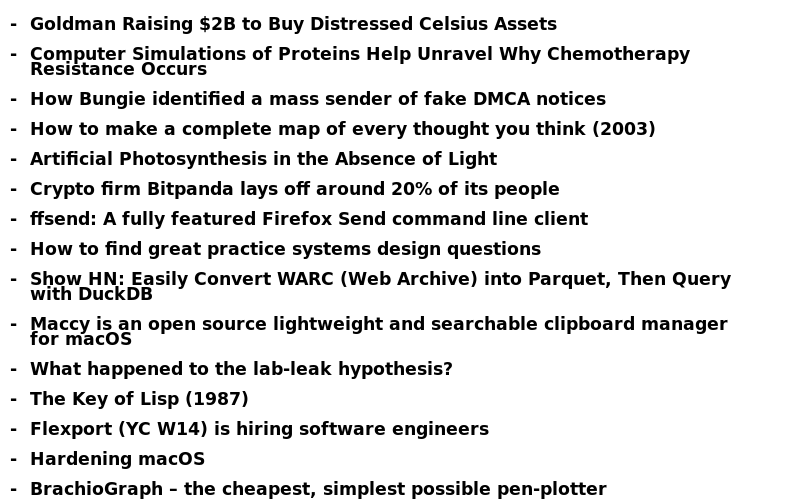 - Goldman Raising $2B to Buy Distressed Celsius Assets
- Computer Simulations of Proteins Help Unravel Why Chemotherapy
Resistance Occurs
- How Bungie identified a mass sender of fake DMCA notices
- How to make a complete map of every thought you think (2003)
- Artificial Photosynthesis in the Absence of Light
- Crypto firm Bitpanda lays off around 20% of its people
- ffsend: A fully featured Firefox Send command line client
- How to find great practice systems design questions
- Show HN: Easily Convert WARC (Web Archive) into Parquet, Then Query
with DuckDB
- Maccy is an open source lightweight and searchable clipboard manager
for macOS
- What happened to the lab-leak hypothesis?
- The Key of Lisp (1987)
- Flexport (YC W14) is hiring software engineers
- Hardening macOS
- BrachioGraph – the cheapest, simplest possible pen-plotter